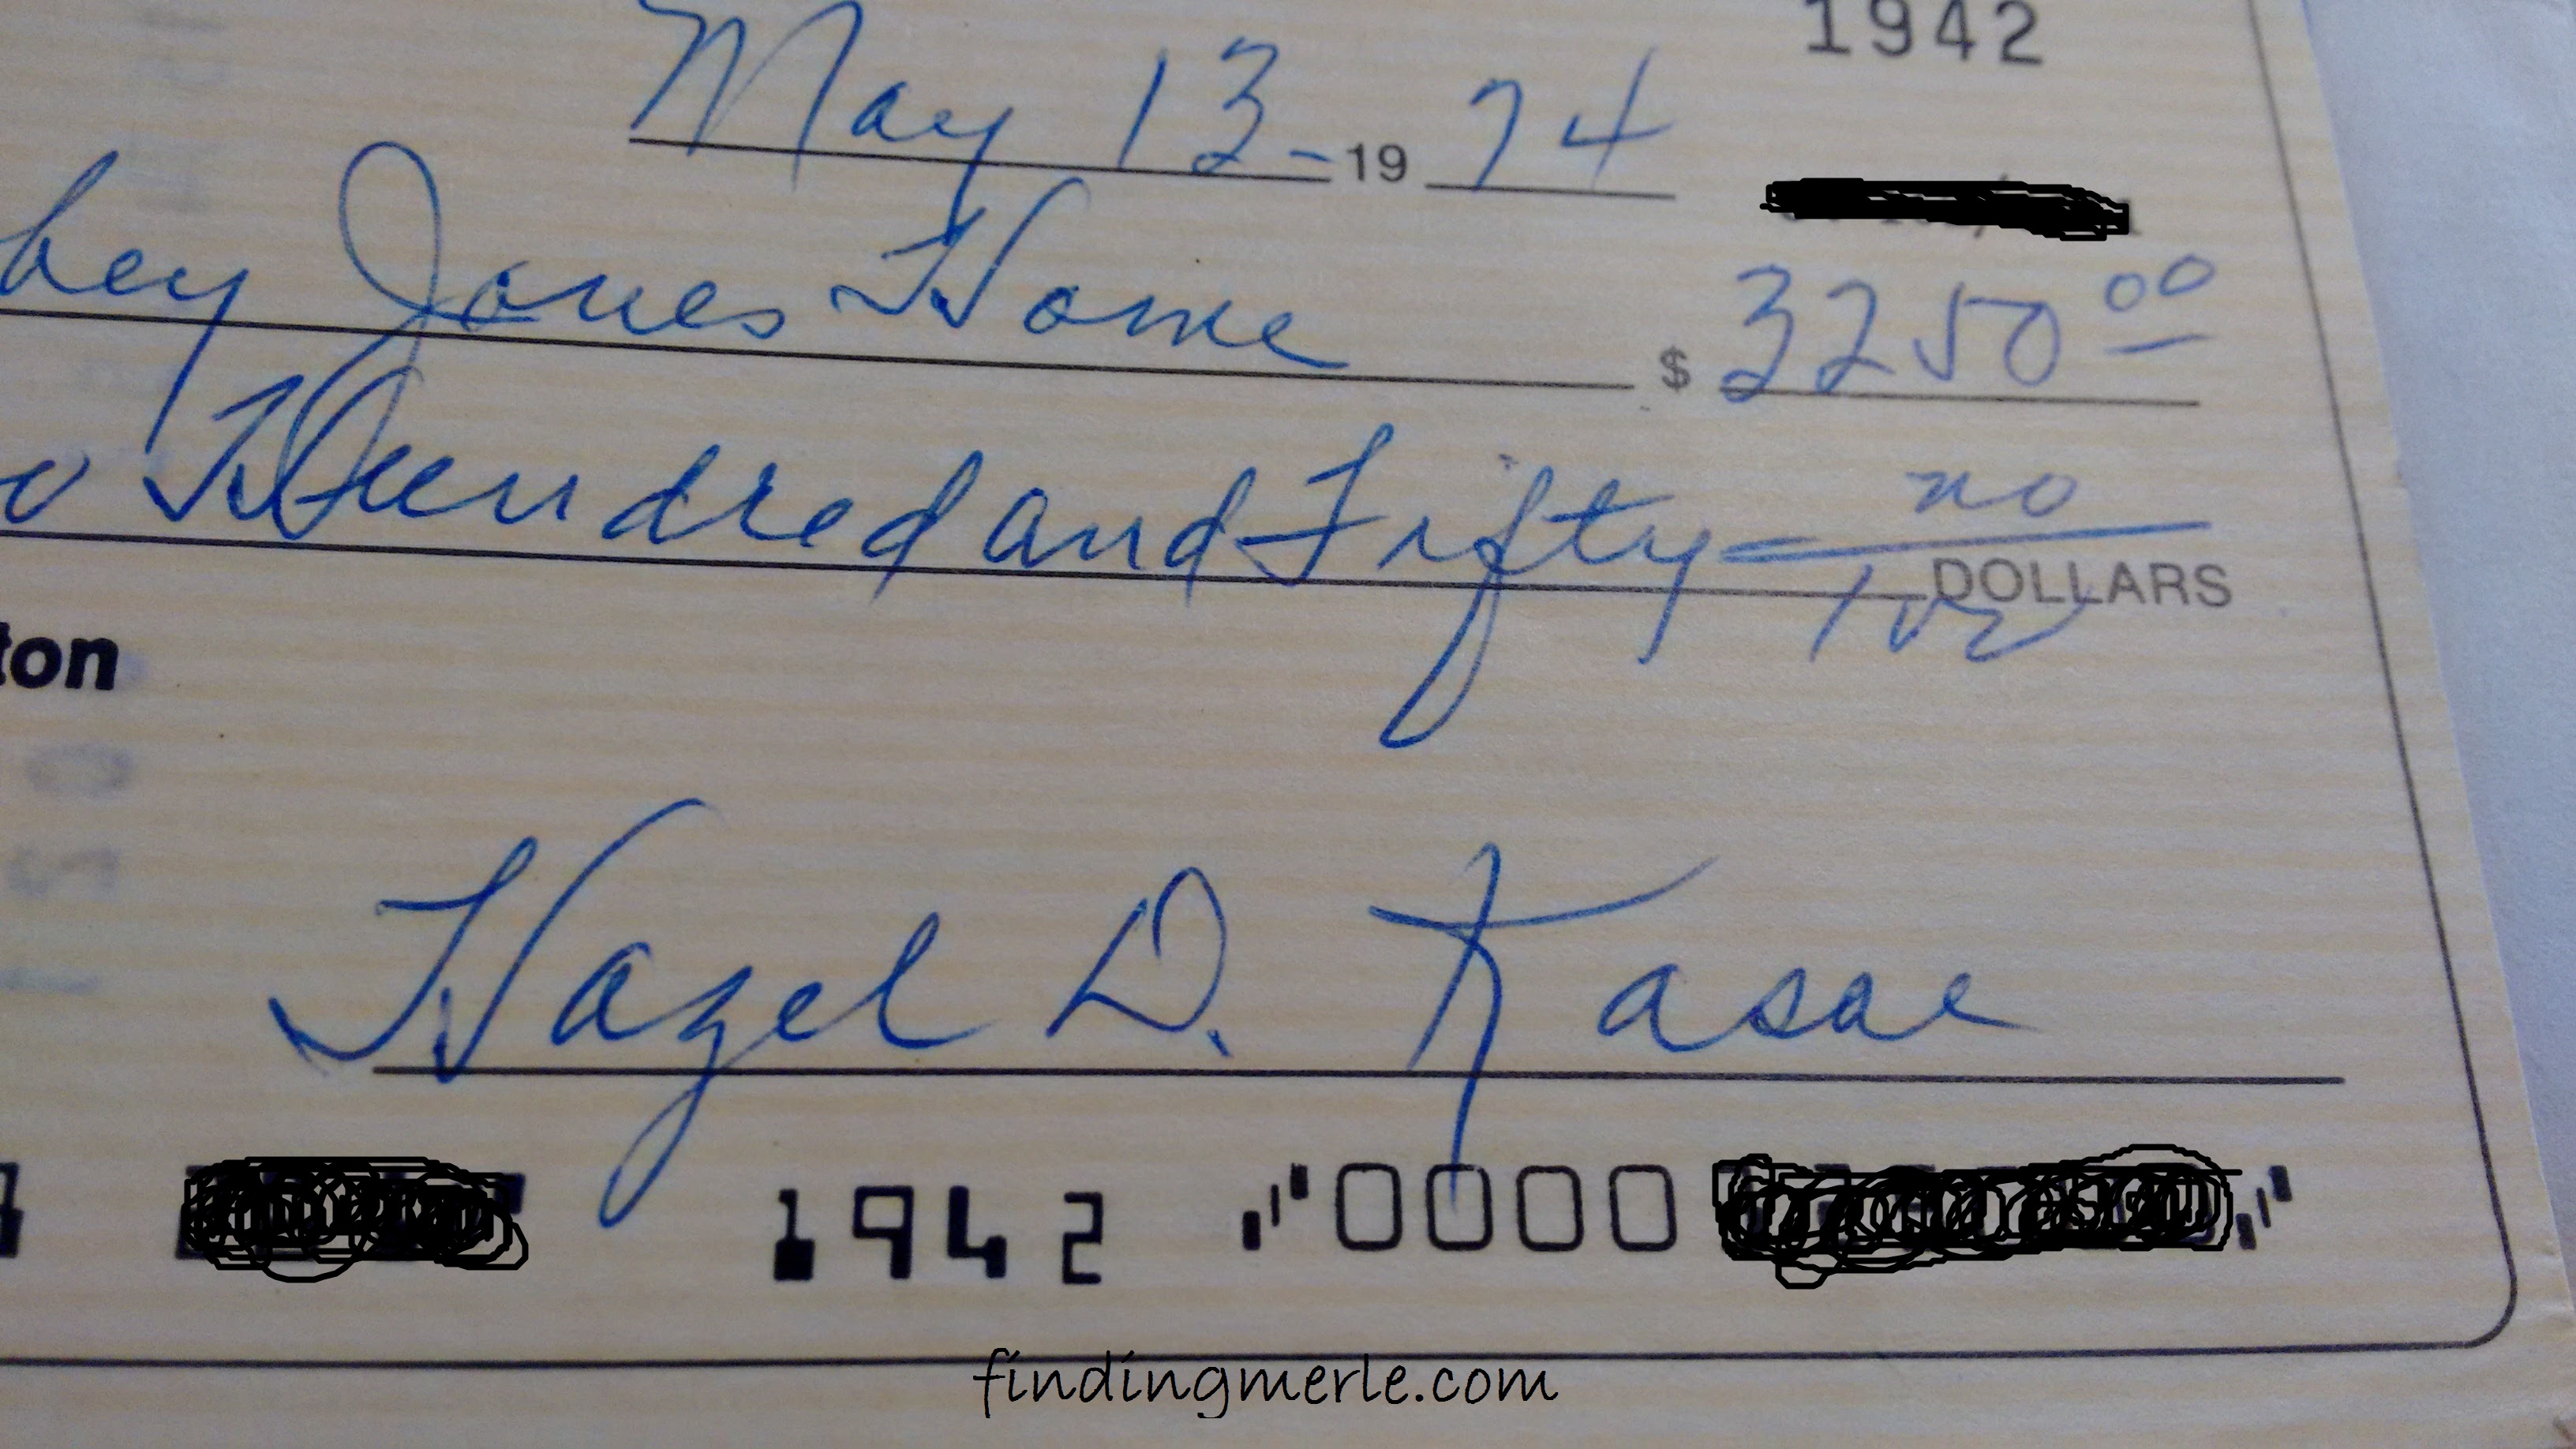 1942
May 13- 19 74
bey Jones Home $ 3250 00
o Hundred and Fifty no/100 DOLLARS
ton
Hazel D. Kasae
1942 ⑈0000 ⑈
findingmerle.com